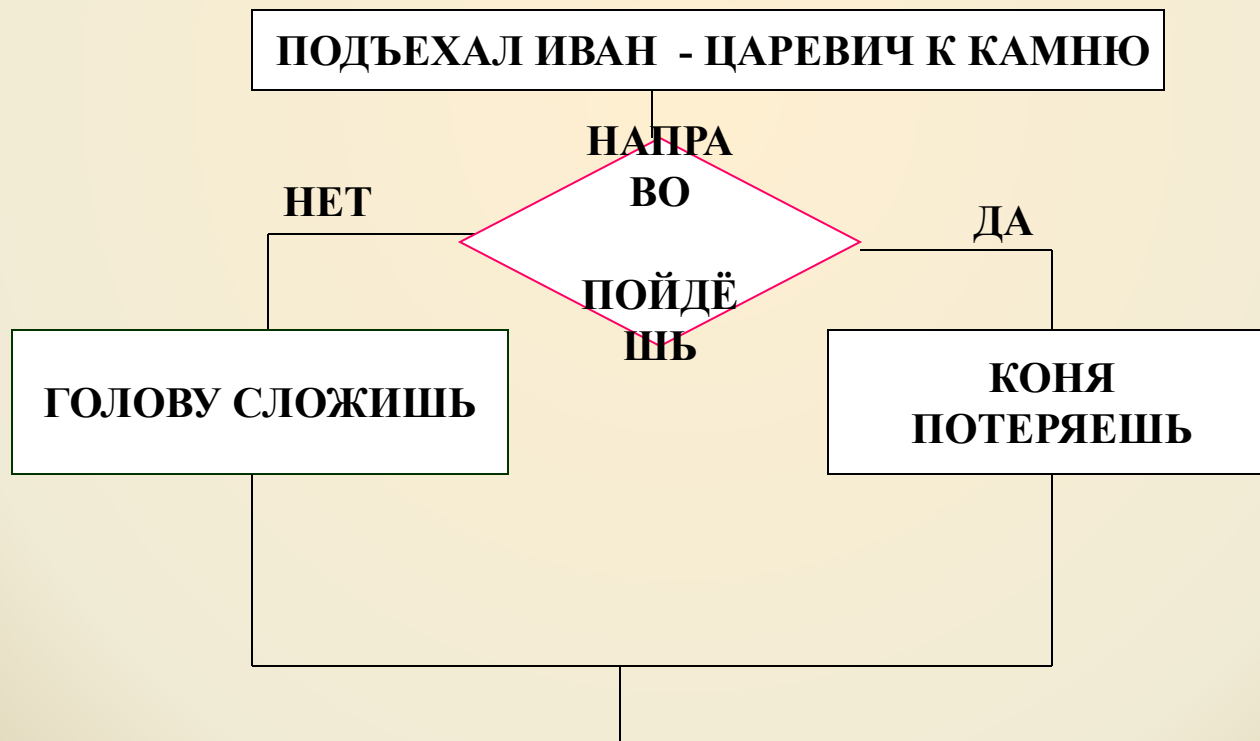 ПОДЪЕХАЛ ИВАН - ЦАРЕВИЧ К КАМНЮ
НАПРА
ВО
ПОЙДЁ
ШЬ
НЕТ
ДА
ГОЛОВУ СЛОЖИШЬ
КОНЯ
ПОТЕРЯЕШЬ